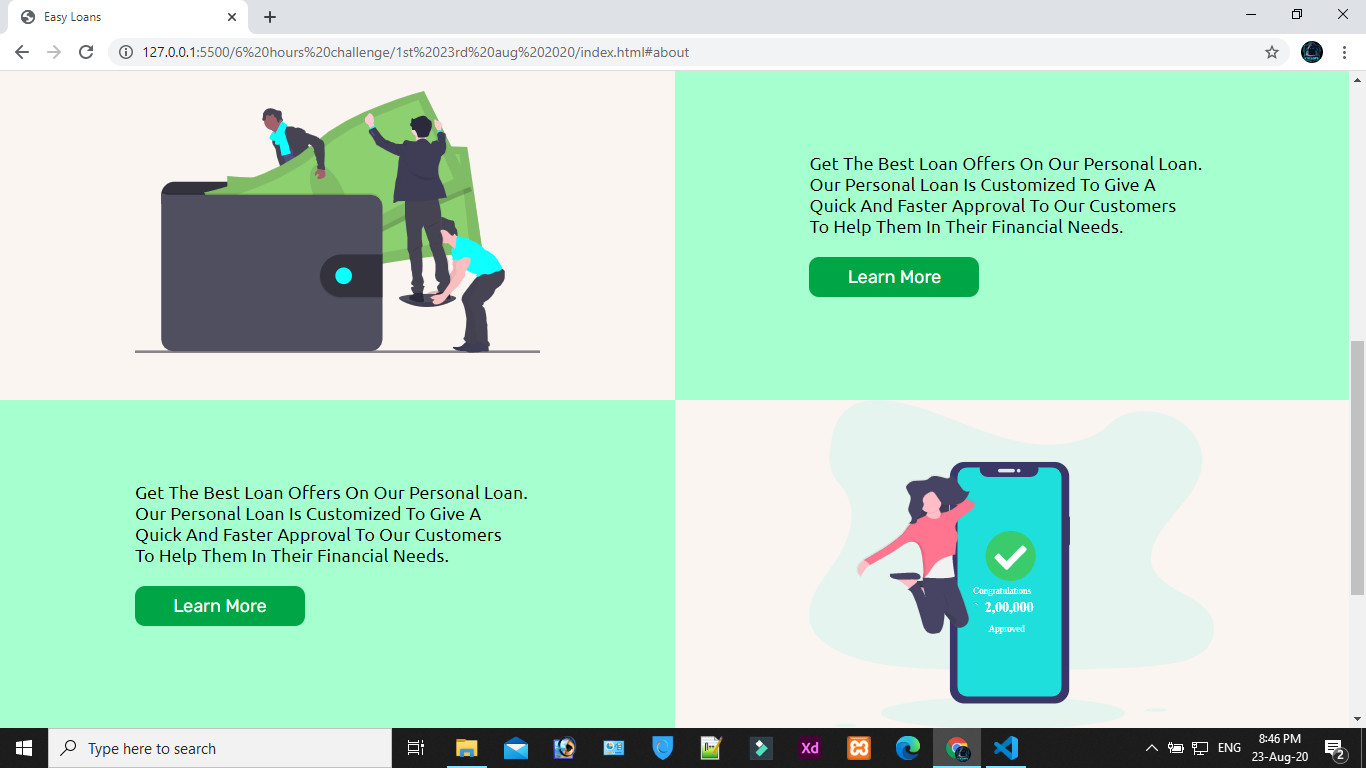 Easy Loans
127.0.0.1:5500/6%20hours%20challenge/1st%2023rd%20aug%202020/index.html#about
Get The Best Loan Offers On Our Personal Loan.
Our Personal Loan Is Customized To Give A
Quick And Faster Approval To Our Customers
To Help Them In Their Financial Needs.
Learn More
Get The Best Loan Offers On Our Personal Loan.
Our Personal Loan Is Customized To Give A
Quick And Faster Approval To Our Customers
To Help Them In Their Financial Needs.
Learn More
Congratulations
2,00,000
Approved
Type here to search
Xd
ENG
8:46 PM
23-Aug-20
2